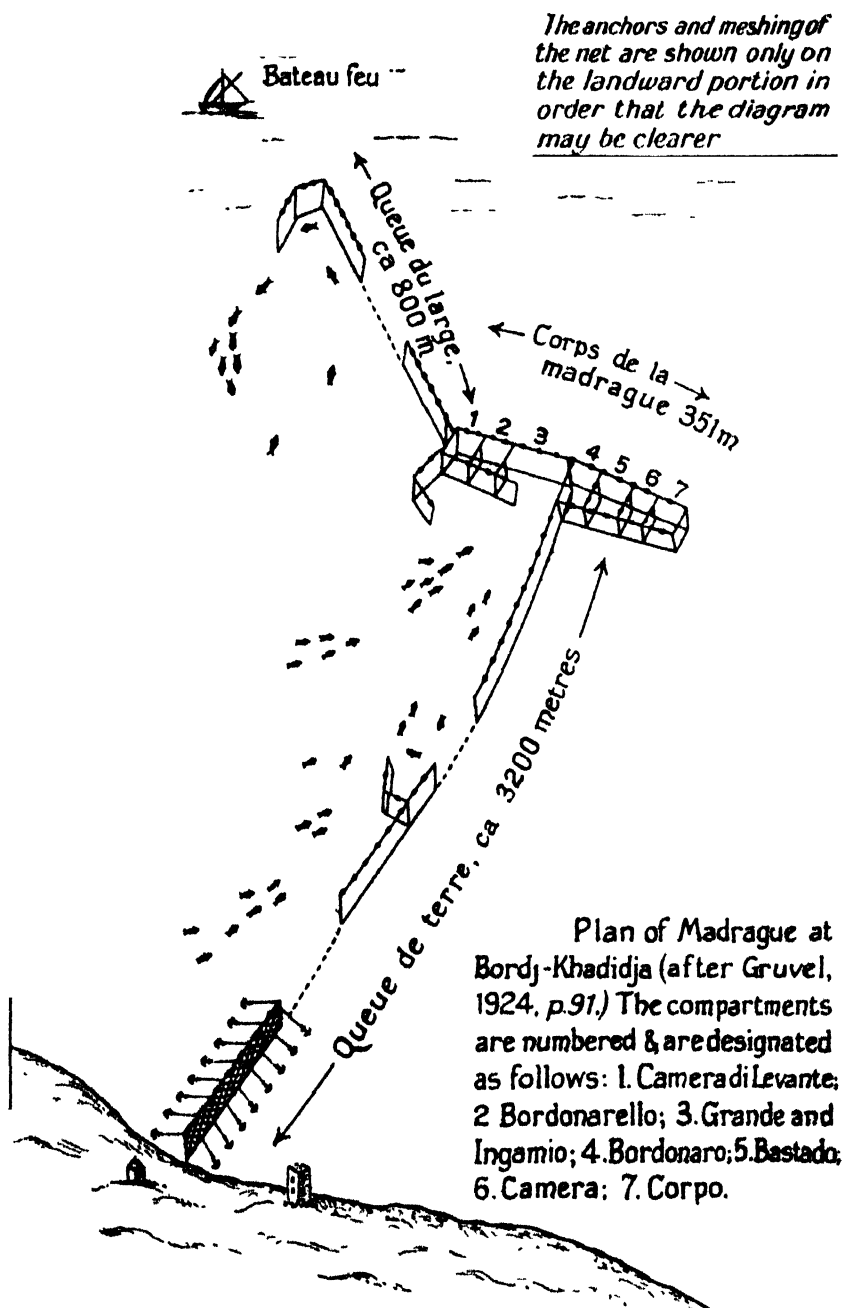 The anchors and meshing of
the net are shown only on
the landward portion in
order that the diagram
may be clearer
Bateau feu
Queue du large,
ca 800 m
Corps de la
madrague 351m
1 2 3 4 5 6 7
Queue de terre, ca 3200 metres
Plan of Madrague at
Bordj-Khadidja (after Gruvel,
1924, p.91.) The compartments
are numbered & are designated
as follows: 1. Camera di Levante;
2 Bordonarello; 3. Grande and
Ingamio; 4. Bordonaro; 5. Bastado;
6. Camera; 7. Corpo.